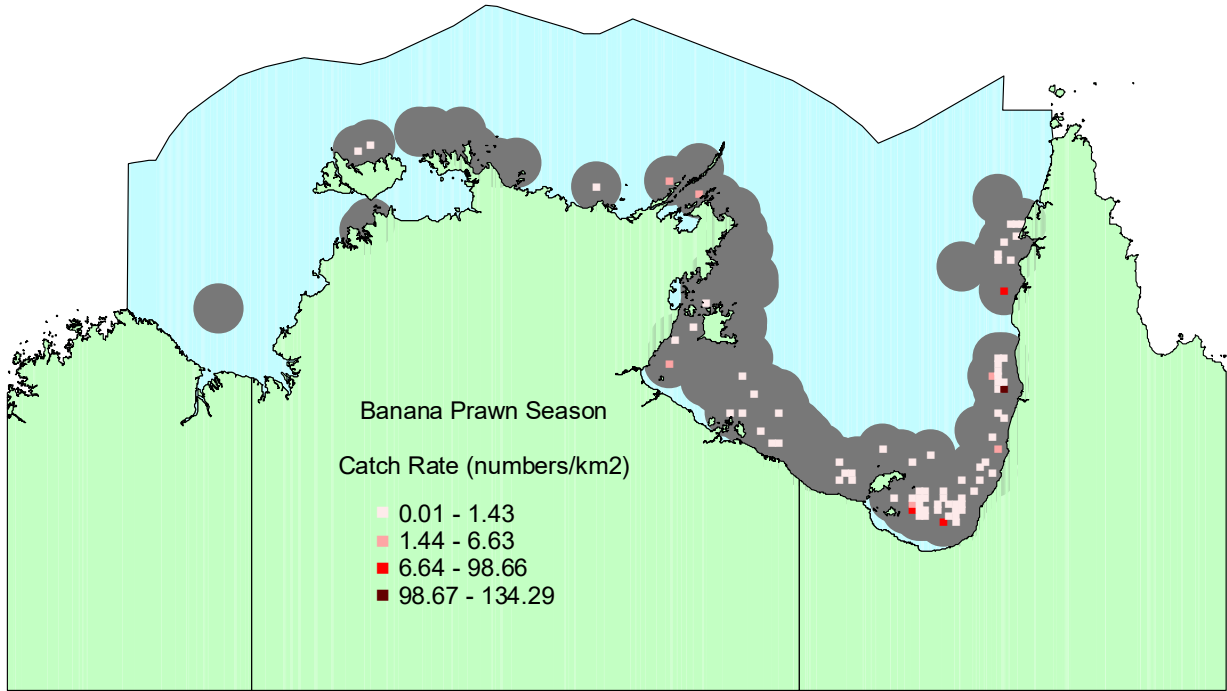 Banana Prawn Season
Catch Rate (numbers/km2)
0.01 - 1.43
1.44 - 6.63
6.64 - 98.66
98.67 - 134.29